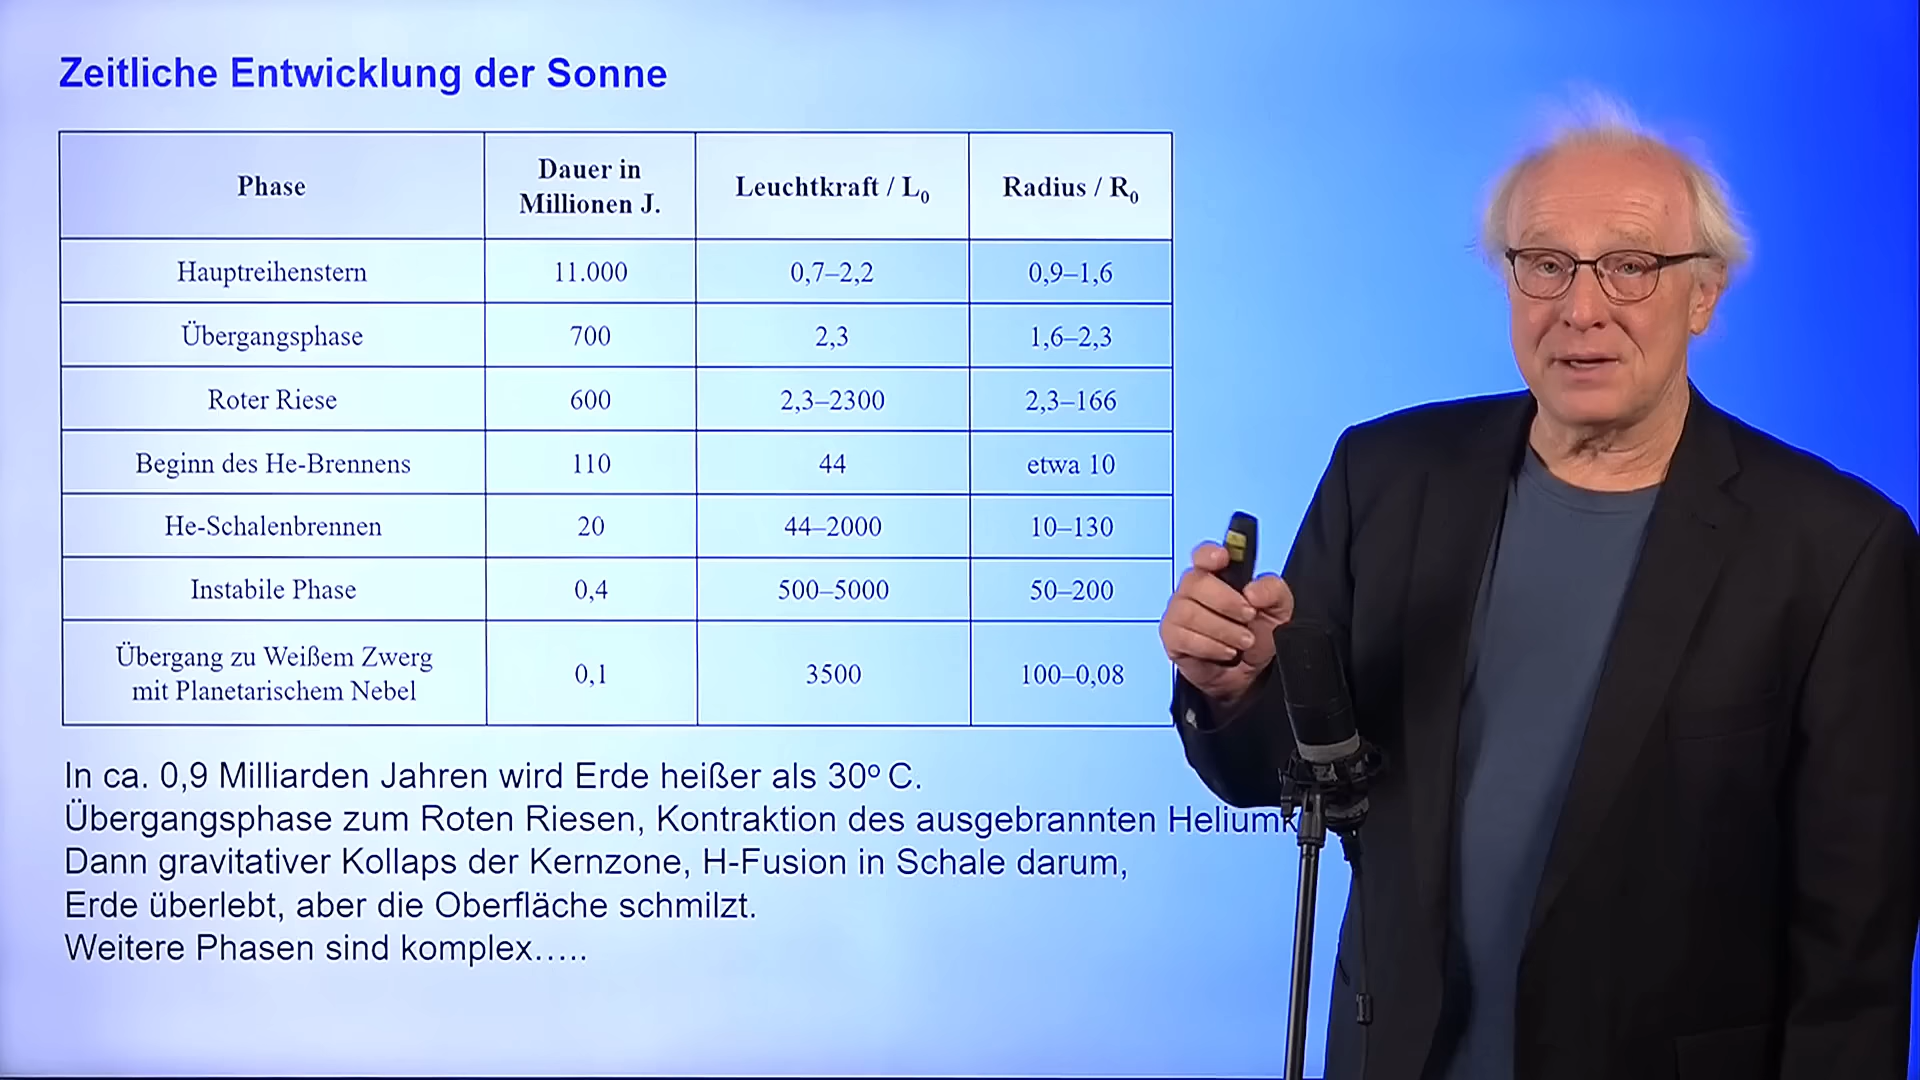 Zeitliche Entwicklung der Sonne
Phase
Dauer in
Millionen J.
Leuchtkraft / L0
Radius / R0
Hauptreihenstern 11.000 0,7–2,2 0,9–1,6
Übergangsphase 700 2,3 1,6–2,3
Roter Riese 600 2,3–2300 2,3–166
Beginn des He-Brennens 110 44 etwa 10
He-Schalenbrennen 20 44–2000 10–130
Instabile Phase 0,4 500–5000 50–200
Übergang zu Weißem Zwerg
mit Planetarischem Nebel
0,1 3500 100–0,08
In ca. 0,9 Milliarden Jahren wird Erde heißer als 30º C.
Übergangsphase zum Roten Riesen, Kontraktion des ausgebrannten
Dann gravitativer Kollaps der Kernzone, H-Fusion in Schale darum,
Erde überlebt, aber die Oberfläche schmilzt.
Weitere Phasen sind komplex…..